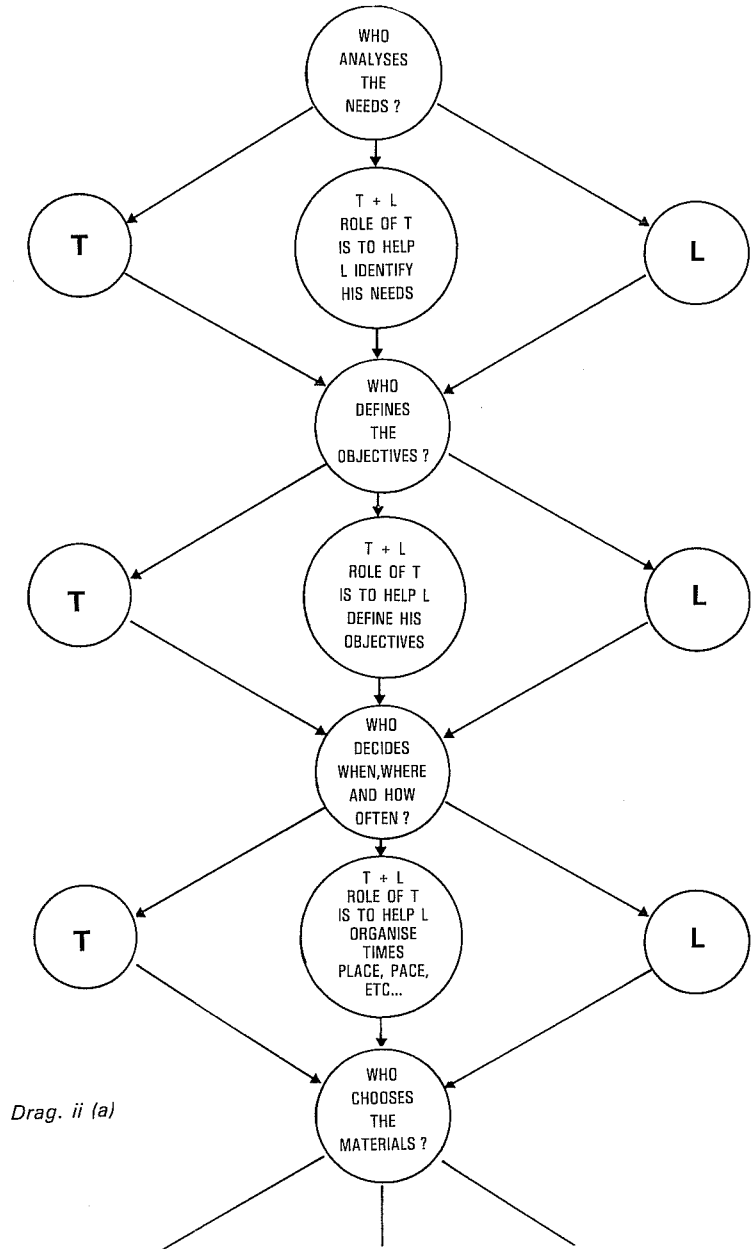 WHO
ANALYSES
THE
NEEDS ?
T
T + L
ROLE OF T
IS TO HELP
L IDENTIFY
HIS NEEDS
L
WHO
DEFINES
THE
OBJECTIVES ?
T
T + L
ROLE OF T
IS TO HELP L
DEFINE HIS
OBJECTIVES
L
WHO
DECIDES
WHEN,WHERE
AND HOW
OFTEN ?
T
T + L
ROLE OF T
IS TO HELP L
ORGANISE
TIMES
PLACE, PACE,
ETC...
L
WHO
CHOOSES
THE
MATERIALS ?
Drag. ii (a)